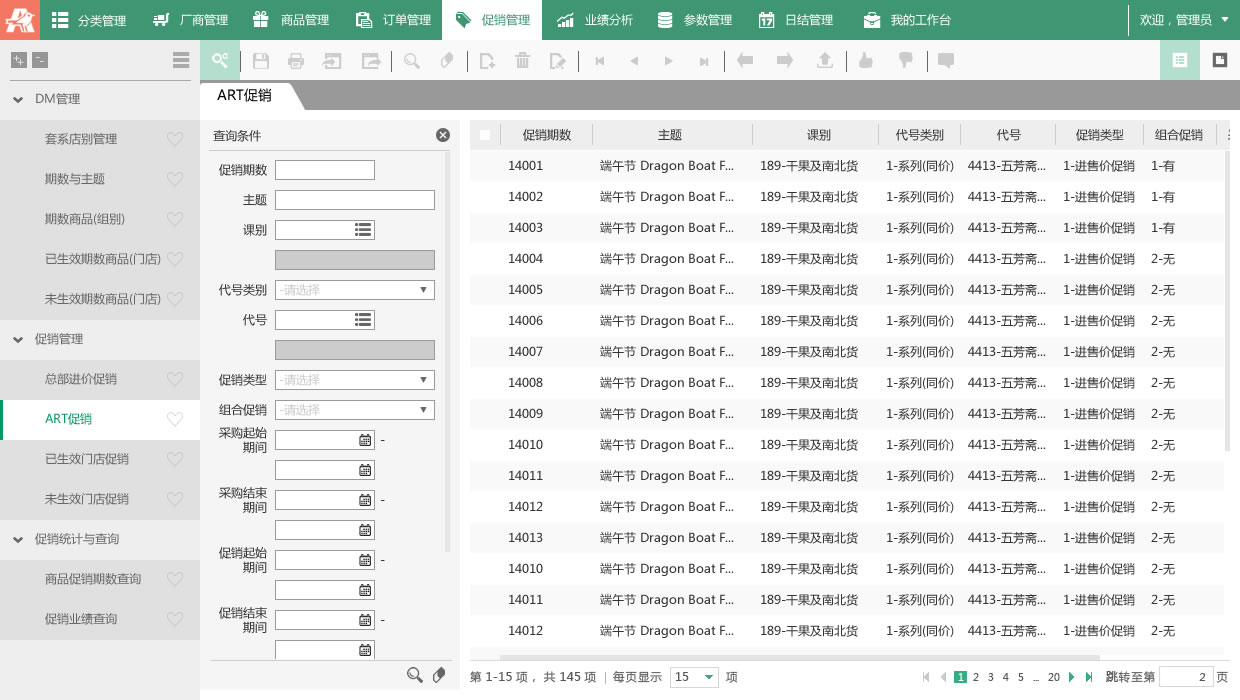 分类管理 厂商管理 商品管理 订单管理 促销管理 业绩分析 参数管理 日结管理 我的工作台 欢迎，管理员
DM管理
套系店别管理
期数与主题
期数商品(组别)
已生效期数商品(门店)
未生效期数商品(门店)
促销管理
总部进价促销
ART促销
已生效门店促销
未生效门店促销
促销统计与查询
商品促销期数查询
促销业绩查询
ART促销
查询条件
促销期数
主题
课别
代号类别 -请选择
代号
促销类型 -请选择
组合促销 -请选择
采购起始
期间 -
采购结束
期间 -
促销起始
期间 -
促销结束
期间 -
促销期数 主题 课别 代号类别 代号 促销类型 组合促销
14001 端午节 Dragon Boat F... 189-干果及南北货 1-系列(同价) 4413-五芳斋... 1-进售价促销 1-有
14002 端午节 Dragon Boat F... 189-干果及南北货 1-系列(同价) 4413-五芳斋... 1-进售价促销 1-有
14003 端午节 Dragon Boat F... 189-干果及南北货 1-系列(同价) 4413-五芳斋... 1-进售价促销 1-有
14004 端午节 Dragon Boat F... 189-干果及南北货 1-系列(同价) 4413-五芳斋... 1-进售价促销 2-无
14005 端午节 Dragon Boat F... 189-干果及南北货 1-系列(同价) 4413-五芳斋... 1-进售价促销 2-无
14006 端午节 Dragon Boat F... 189-干果及南北货 1-系列(同价) 4413-五芳斋... 1-进售价促销 2-无
14007 端午节 Dragon Boat F... 189-干果及南北货 1-系列(同价) 4413-五芳斋... 1-进售价促销 2-无
14008 端午节 Dragon Boat F... 189-干果及南北货 1-系列(同价) 4413-五芳斋... 1-进售价促销 2-无
14009 端午节 Dragon Boat F... 189-干果及南北货 1-系列(同价) 4413-五芳斋... 1-进售价促销 2-无
14010 端午节 Dragon Boat F... 189-干果及南北货 1-系列(同价) 4413-五芳斋... 1-进售价促销 2-无
14011 端午节 Dragon Boat F... 189-干果及南北货 1-系列(同价) 4413-五芳斋... 1-进售价促销 2-无
14012 端午节 Dragon Boat F... 189-干果及南北货 1-系列(同价) 4413-五芳斋... 1-进售价促销 2-无
14013 端午节 Dragon Boat F... 189-干果及南北货 1-系列(同价) 4413-五芳斋... 1-进售价促销 2-无
14010 端午节 Dragon Boat F... 189-干果及南北货 1-系列(同价) 4413-五芳斋... 1-进售价促销 2-无
14011 端午节 Dragon Boat F... 189-干果及南北货 1-系列(同价) 4413-五芳斋... 1-进售价促销 2-无
14012 端午节 Dragon Boat F... 189-干果及南北货 1-系列(同价) 4413-五芳斋... 1-进售价促销 2-无
第 1-15 项， 共 145 项 | 每页显示 15 项 1 2 3 4 5 ... 20 跳转至第 2 页